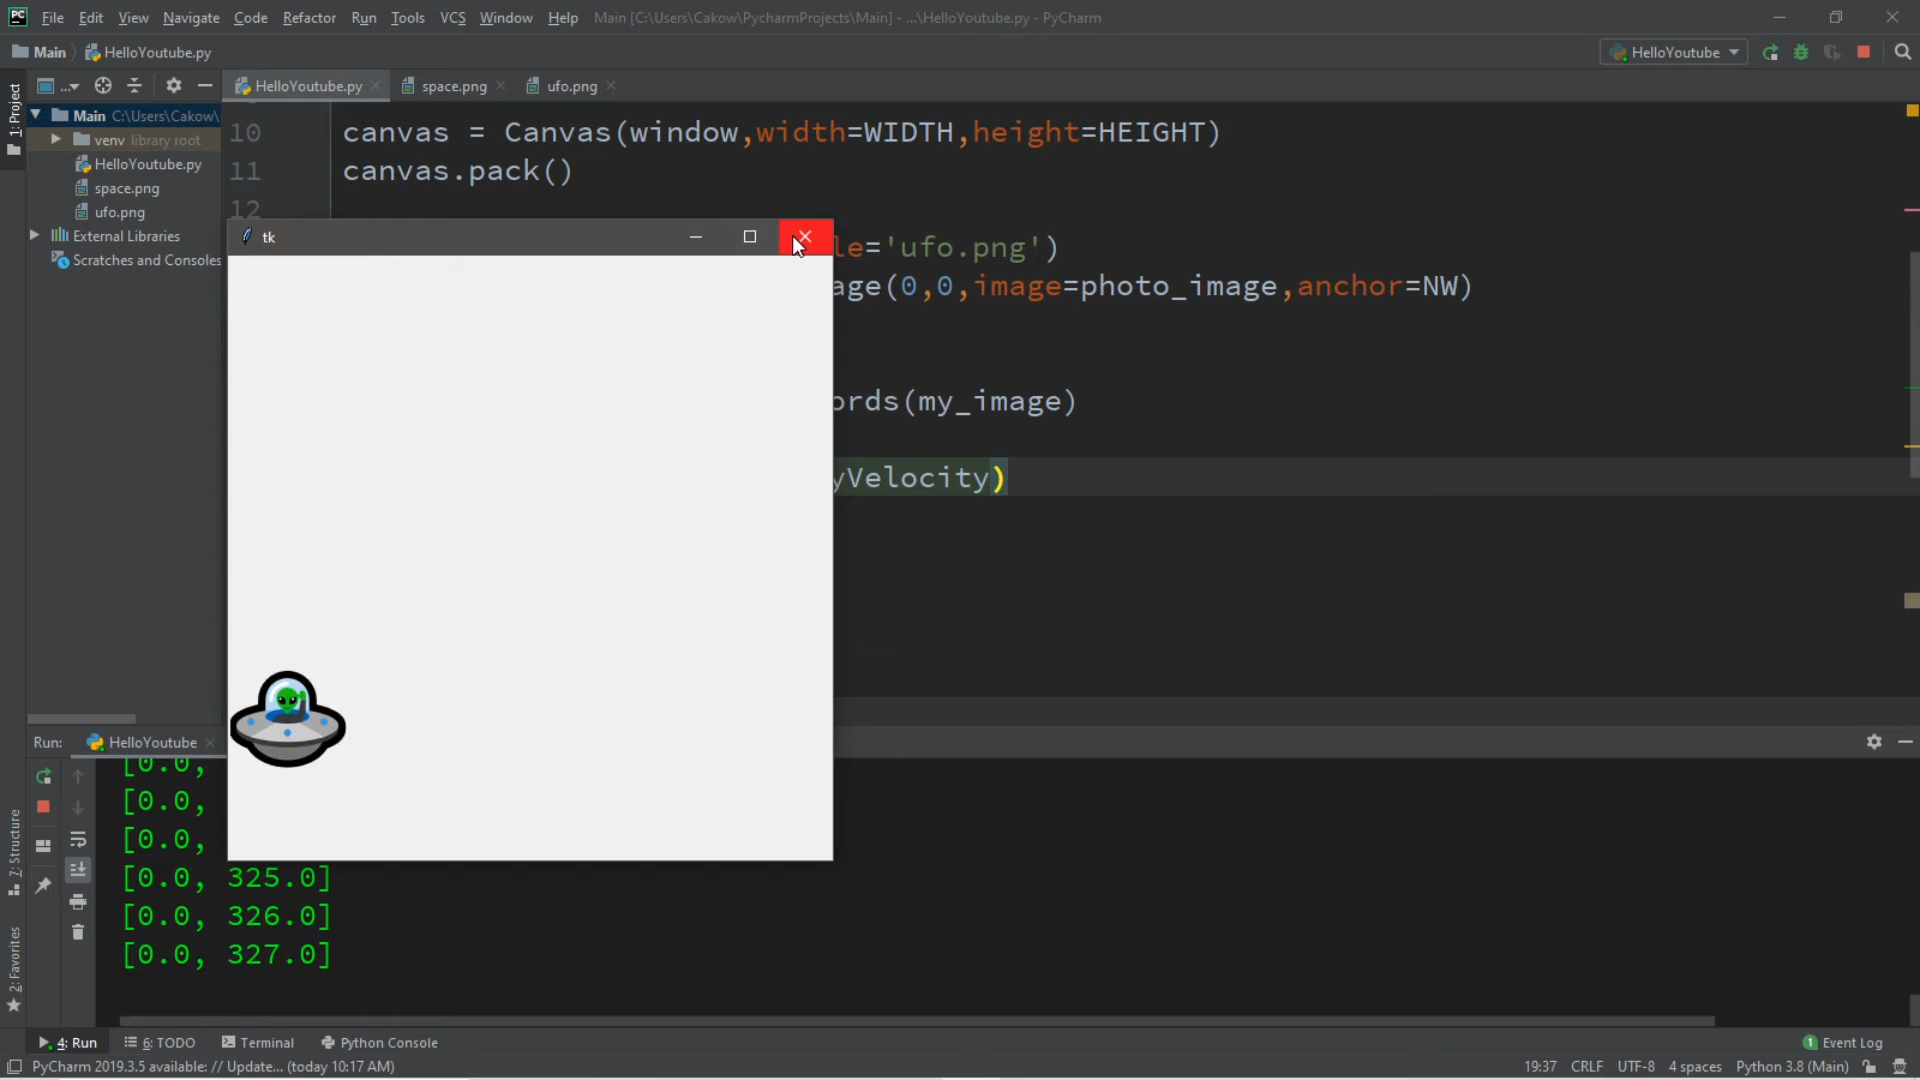 PC File Edit View Navigate Code Refactor Run Tools VCS Window Help Main [C:\Users\Cakow\PycharmProjects\Main] - ...\HelloYoutube.py - PyCharm
Main HelloYoutube.py HelloYoutube
... HelloYoutube.py space.png ufo.png
1: Project
Main C:\Users\Cakow\
venv library root
HelloYoutube.py
space.png
ufo.png
External Libraries
Scratches and Consoles
10 canvas = Canvas(window,width=WIDTH,height=HEIGHT)
11 canvas.pack()
12
tk
le='ufo.png')
age(0,0,image=photo_image,anchor=NW)
ords(my_image)
yVelocity)
Run: HelloYoutube
[0.0,
[0.0,
[0.0,
[0.0, 325.0]
[0.0, 326.0]
[0.0, 327.0]
7: Structure
2: Favorites
4: Run 6: TODO Terminal Python Console 1 Event Log
PyCharm 2019.3.5 available: // Update... (today 10:17 AM) 19:37 CRLF UTF-8 4 spaces Python 3.8 (Main)